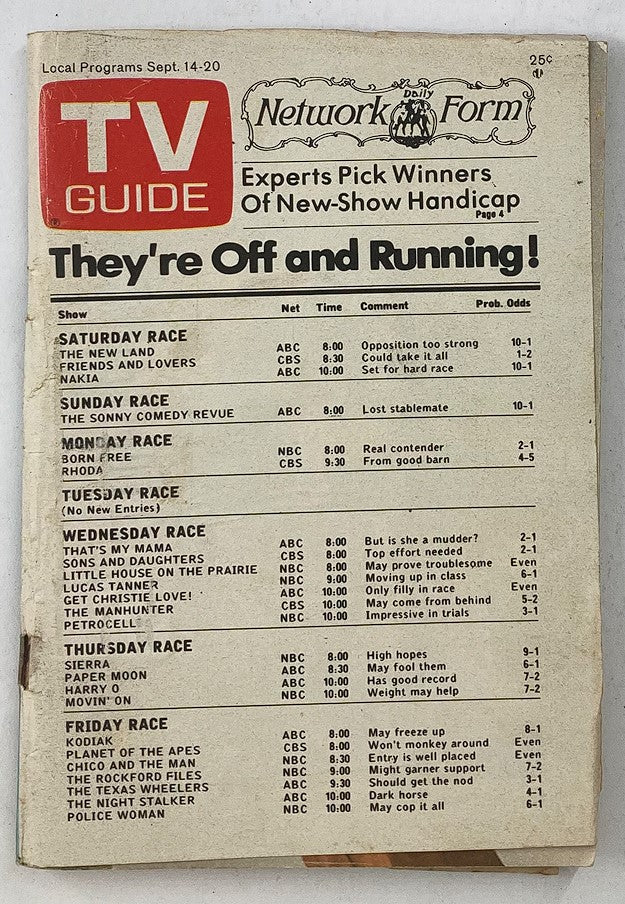 Local Programs Sept. 14-20
25¢
TV
GUIDE
Network Daily Form
Experts Pick Winners
Of New-Show Handicap
Page 4
They're Off and Running!
Show Net Time Comment Prob. Odds
SATURDAY RACE
THE NEW LAND ABC 8:00 Opposition too strong 10-1
FRIENDS AND LOVERS CBS 8:30 Could take it all 1-2
NAKIA ABC 10:00 Set for hard race 10-1
SUNDAY RACE
THE SONNY COMEDY REVUE ABC 8:00 Lost stablemate 10-1
MONDAY RACE
BORN FREE NBC 8:00 Real contender 2-1
RHODA CBS 9:30 From good barn 4-5
TUESDAY RACE
(No New Entries)
WEDNESDAY RACE
THAT'S MY MAMA ABC 8:00 But is she a mudder? 2-1
SONS AND DAUGHTERS CBS 8:00 Top effort needed 2-1
LITTLE HOUSE ON THE PRAIRIE NBC 8:00 May prove troublesome Even
LUCAS TANNER NBC 9:00 Moving up in class 6-1
GET CHRISTIE LOVE! ABC 10:00 Only filly in race Even
THE MANHUNTER CBS 10:00 May come from behind 5-2
PETROCELLI NBC 10:00 Impressive in trials 3-1
THURSDAY RACE
SIERRA NBC 8:00 High hopes 9-1
PAPER MOON ABC 8:30 May fool them 6-1
HARRY O ABC 10:00 Has good record 7-2
MOVIN' ON NBC 10:00 Weight may help 7-2
FRIDAY RACE
KODIAK ABC 8:00 May freeze up 8-1
PLANET OF THE APES CBS 8:00 Won't monkey around Even
CHICO AND THE MAN NBC 8:30 Entry is well placed Even
THE ROCKFORD FILES NBC 9:00 Might garner support 7-2
THE TEXAS WHEELERS ABC 9:30 Should get the nod 3-1
THE NIGHT STALKER ABC 10:00 Dark horse 4-1
POLICE WOMAN NBC 10:00 May cop it all 6-1